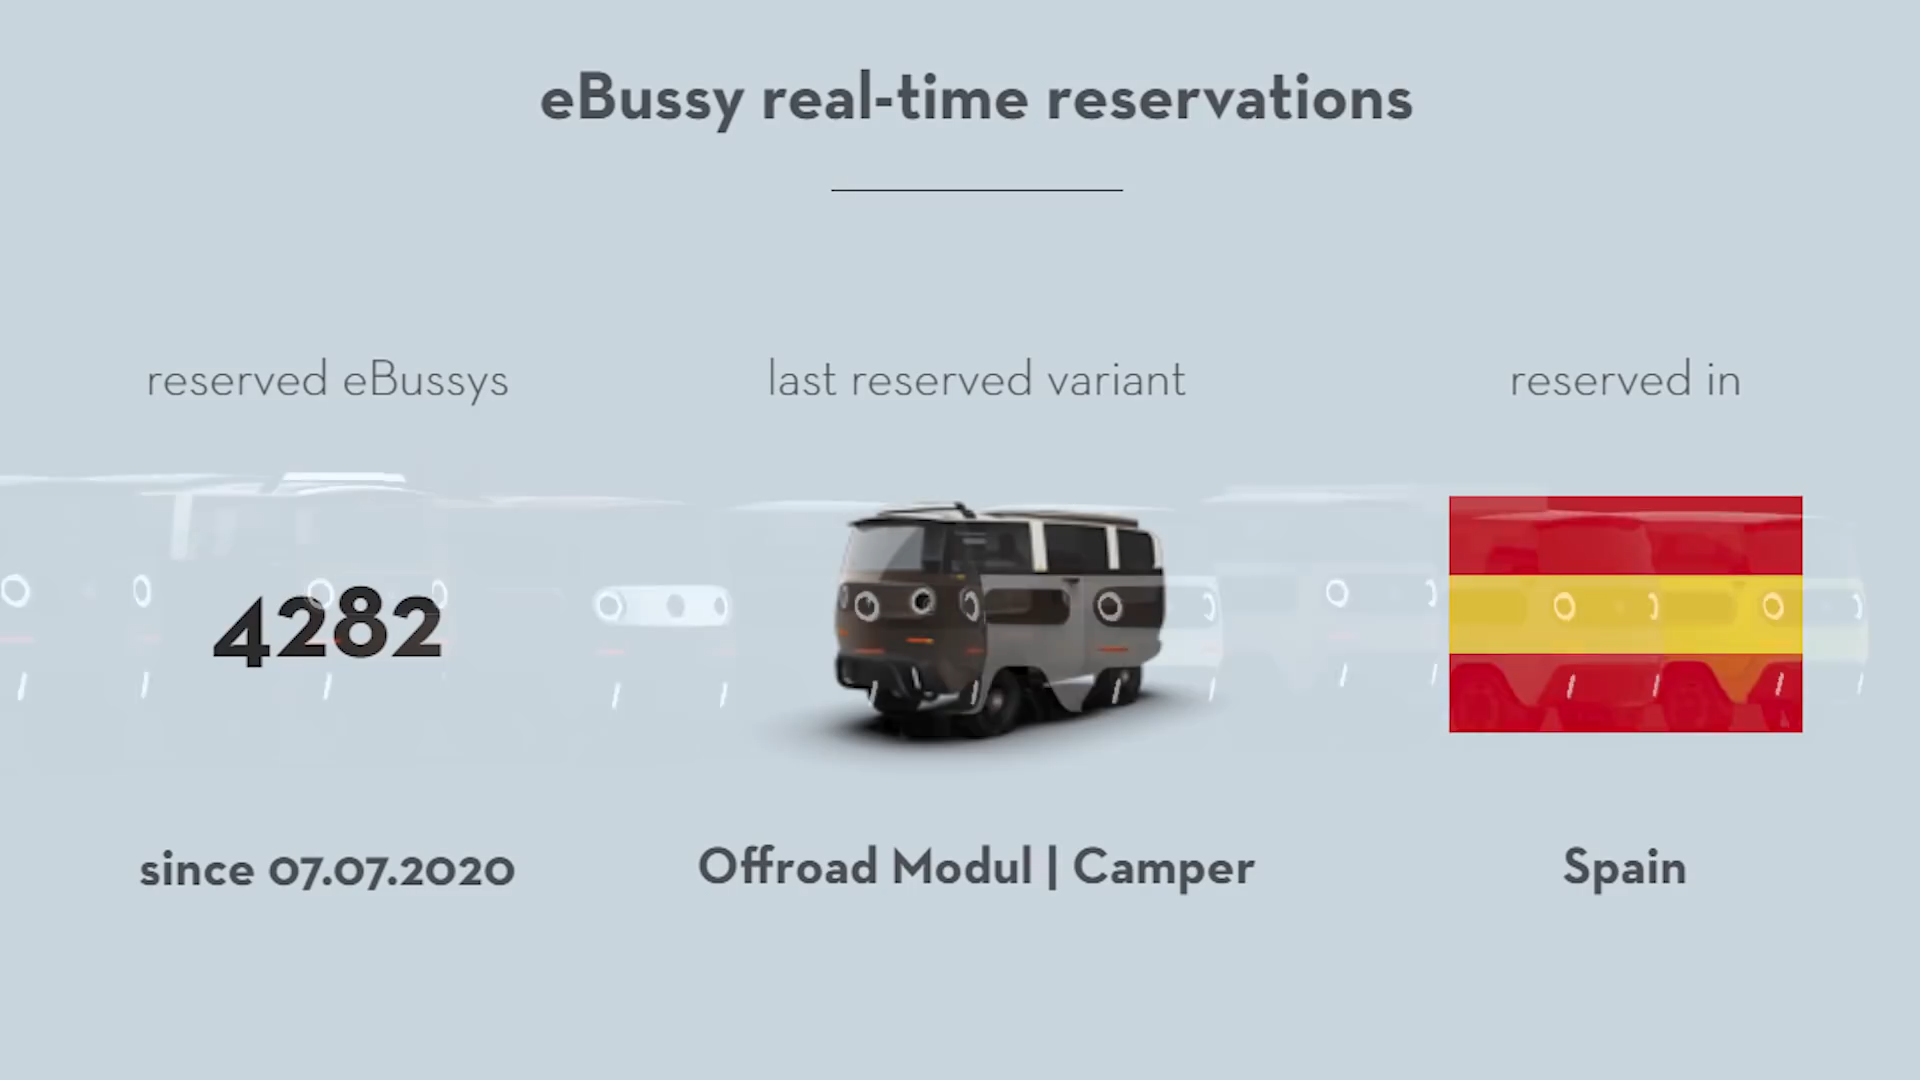 eBussy real-time reservations
reserved eBussys
last reserved variant
reserved in
4282
since 07.07.2020
Offroad Modul | Camper
Spain